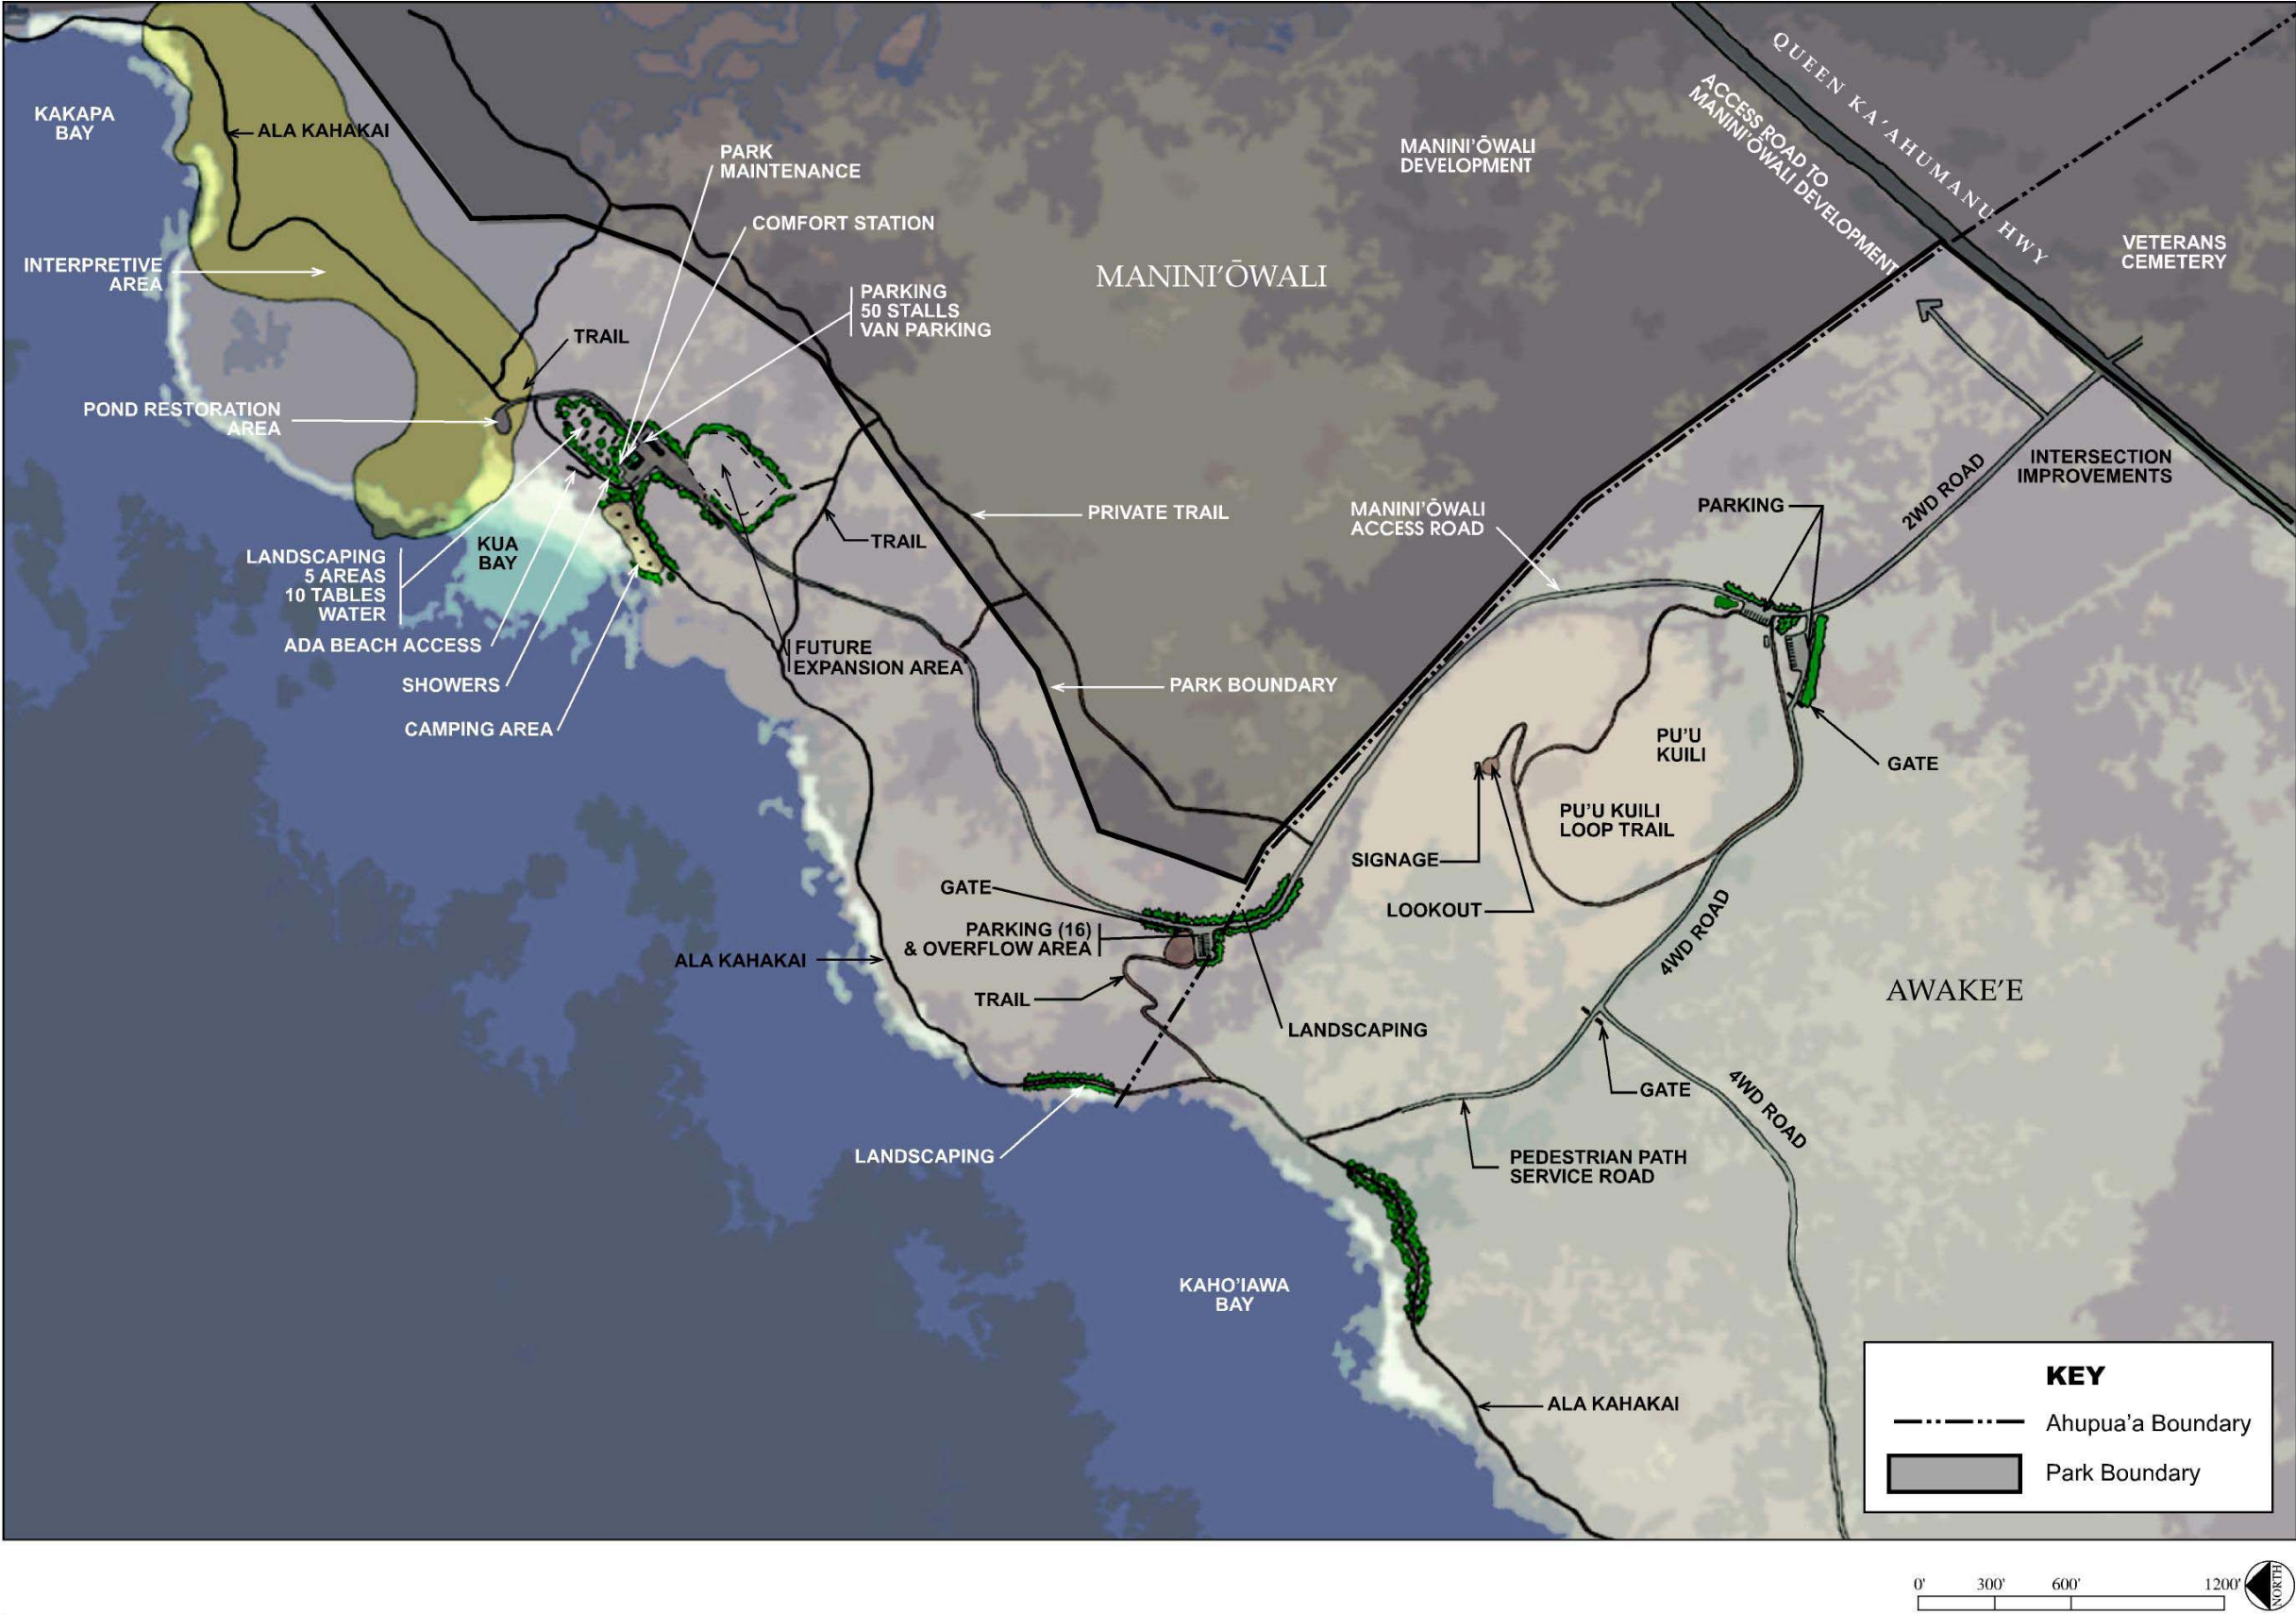 KAKAPA
BAY
ALA KAHAKAI
INTERPRETIVE
AREA
POND RESTORATION
AREA
TRAIL
PARK
MAINTENANCE
COMFORT STATION
PARKING
50 STALLS
VAN PARKING
MANINI'ŌWALI
MANINI'ŌWALI
DEVELOPMENT
QUEEN KA'AHUMANU HWY
ACCESS ROAD TO
MANINI'ŌWALI DEVELOPMENT
VETERANS
CEMETERY
INTERSECTION
IMPROVEMENTS
2WD ROAD
PARKING
MANINI'ŌWALI
ACCESS ROAD
PRIVATE TRAIL
TRAIL
KUA
BAY
LANDSCAPING
5 AREAS
10 TABLES
WATER
ADA BEACH ACCESS
SHOWERS
CAMPING AREA
FUTURE
EXPANSION AREA
PARK BOUNDARY
PU'U
KUILI
GATE
PU'U KUILI
LOOP TRAIL
SIGNAGE
LOOKOUT
GATE
PARKING (16)
& OVERFLOW AREA
ALA KAHAKAI
TRAIL
LANDSCAPING
4WD ROAD
AWAKE'E
GATE
4WD ROAD
LANDSCAPING
PEDESTRIAN PATH
SERVICE ROAD
KAHO'IAWA
BAY
ALA KAHAKAI
KEY
Ahupua'a Boundary
Park Boundary
0' 300' 600' 1200'
NORTH